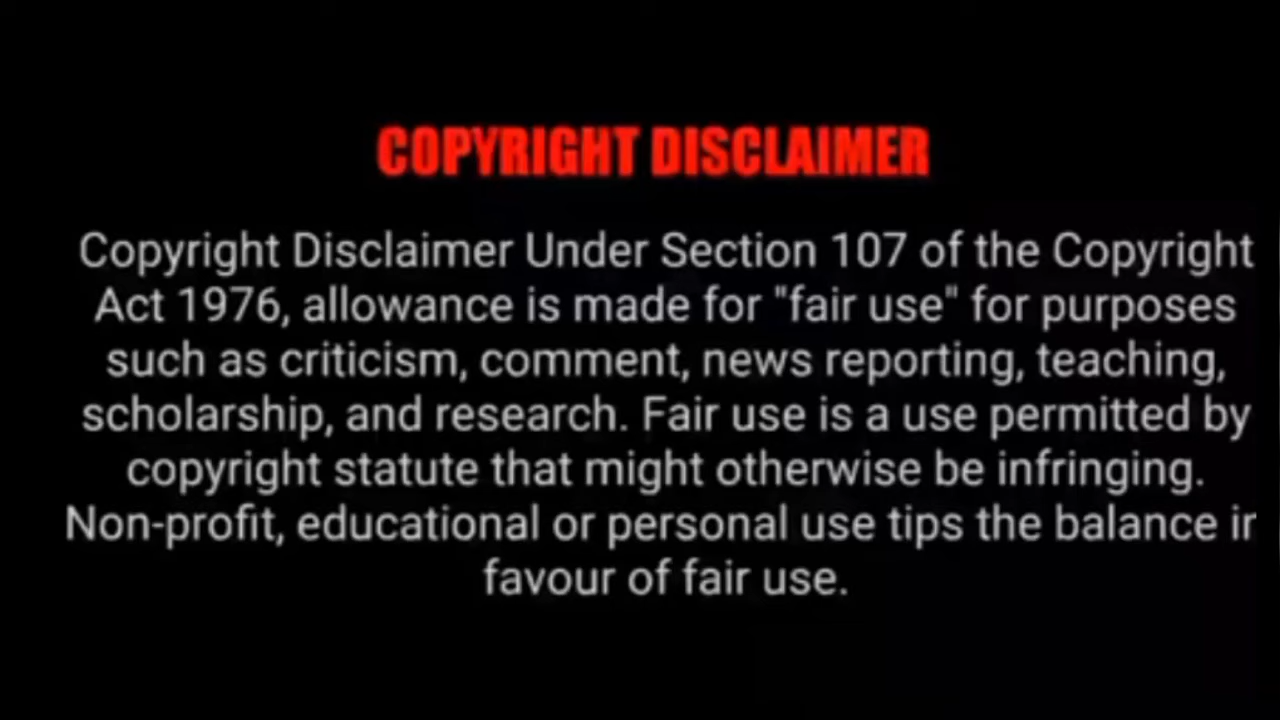 COPYRIGHT DISCLAIMER
Copyright Disclaimer Under Section 107 of the Copyright
Act 1976, allowance is made for "fair use" for purposes
such as criticism, comment, news reporting, teaching,
scholarship, and research. Fair use is a use permitted by
copyright statute that might otherwise be infringing.
Non-profit, educational or personal use tips the balance
favour of fair use.